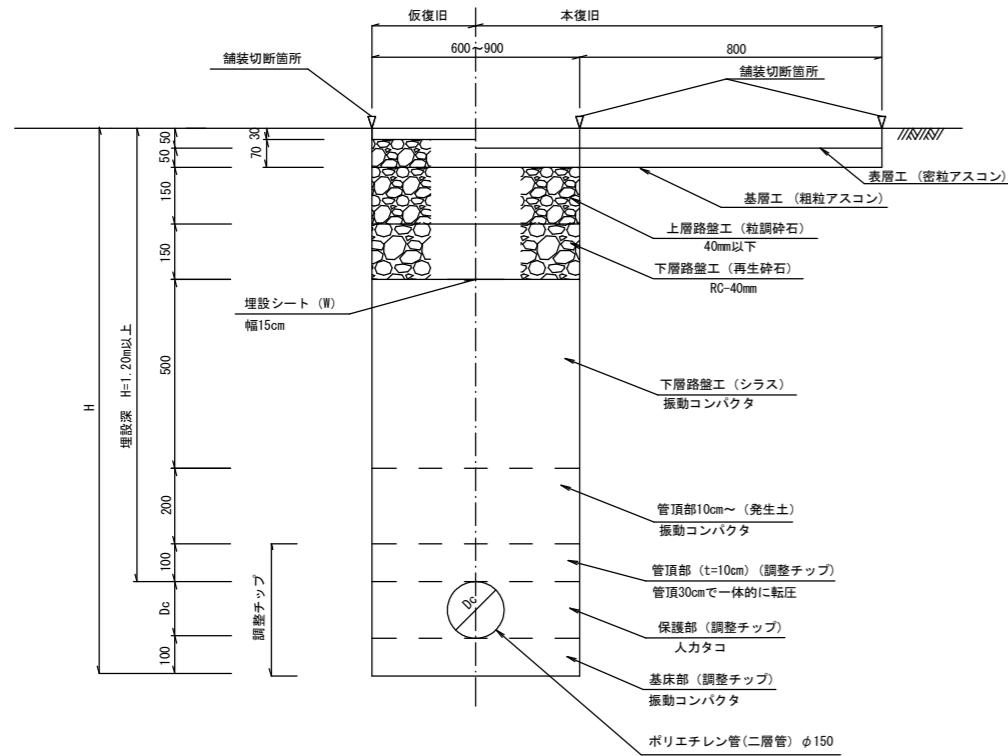 仮復旧
本復旧
600~900
800
舗装切断箇所
舗装切断箇所
50
30
50
70
表層工(密粒アスコン)
150
基層工(粗粒アスコン)
上層路盤工(粒調砕石)
40mm以下
150
下層路盤工(再生砕石)
RC-40mm
埋設シート(W)
幅15cm
500
埋設深 H=1.20m以上
H
下層路盤工(シラス)
振動コンパクタ
200
管頂部10cm~(発生土)
振動コンパクタ
100
管頂部(t=10cm)(調整チップ)
管頂30cmで一体的に転圧
調整チップ
Dc
Dc
保護部(調整チップ)
人力タコ
100
基床部(調整チップ)
振動コンパクタ
ポリエチレン管(二層管) φ150